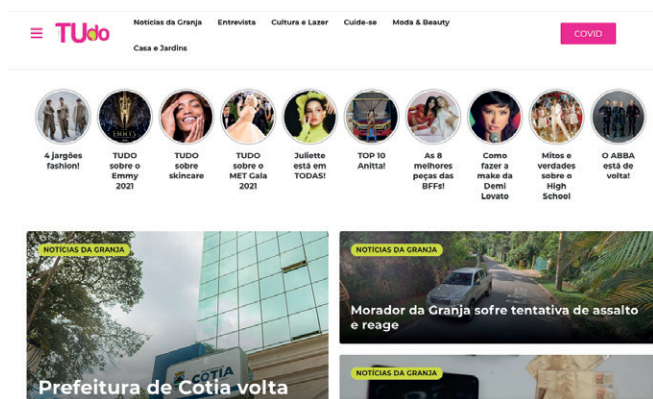 TUdo
Notícias da Granja
Entrevista
Cultura e Lazer
Cuide-se
Moda & Beauty
Casa e Jardins
COVID
4 jargões
fashion!
TUDO
sobre o
Emmy
2021
TUDO
sobre
skincare
TUDO
sobre o
MET Gala
2021
Juliette
está em
TODAS!
TOP 10
Anitta!
As 8
melhores
peças das
BFFs!
Como
fazer a
make da
Demi
Lovato
Mitos e
verdades
sobre o
High
School
O ABBA
está de
volta!
EMMYS
NOTÍCIAS DA GRANJA
COTIA
Prefeitura de Cotia volta
NOTÍCIAS DA GRANJA
Morador da Granja sofre tentativa de assalto
e reage
NOTÍCIAS DA GRANJA